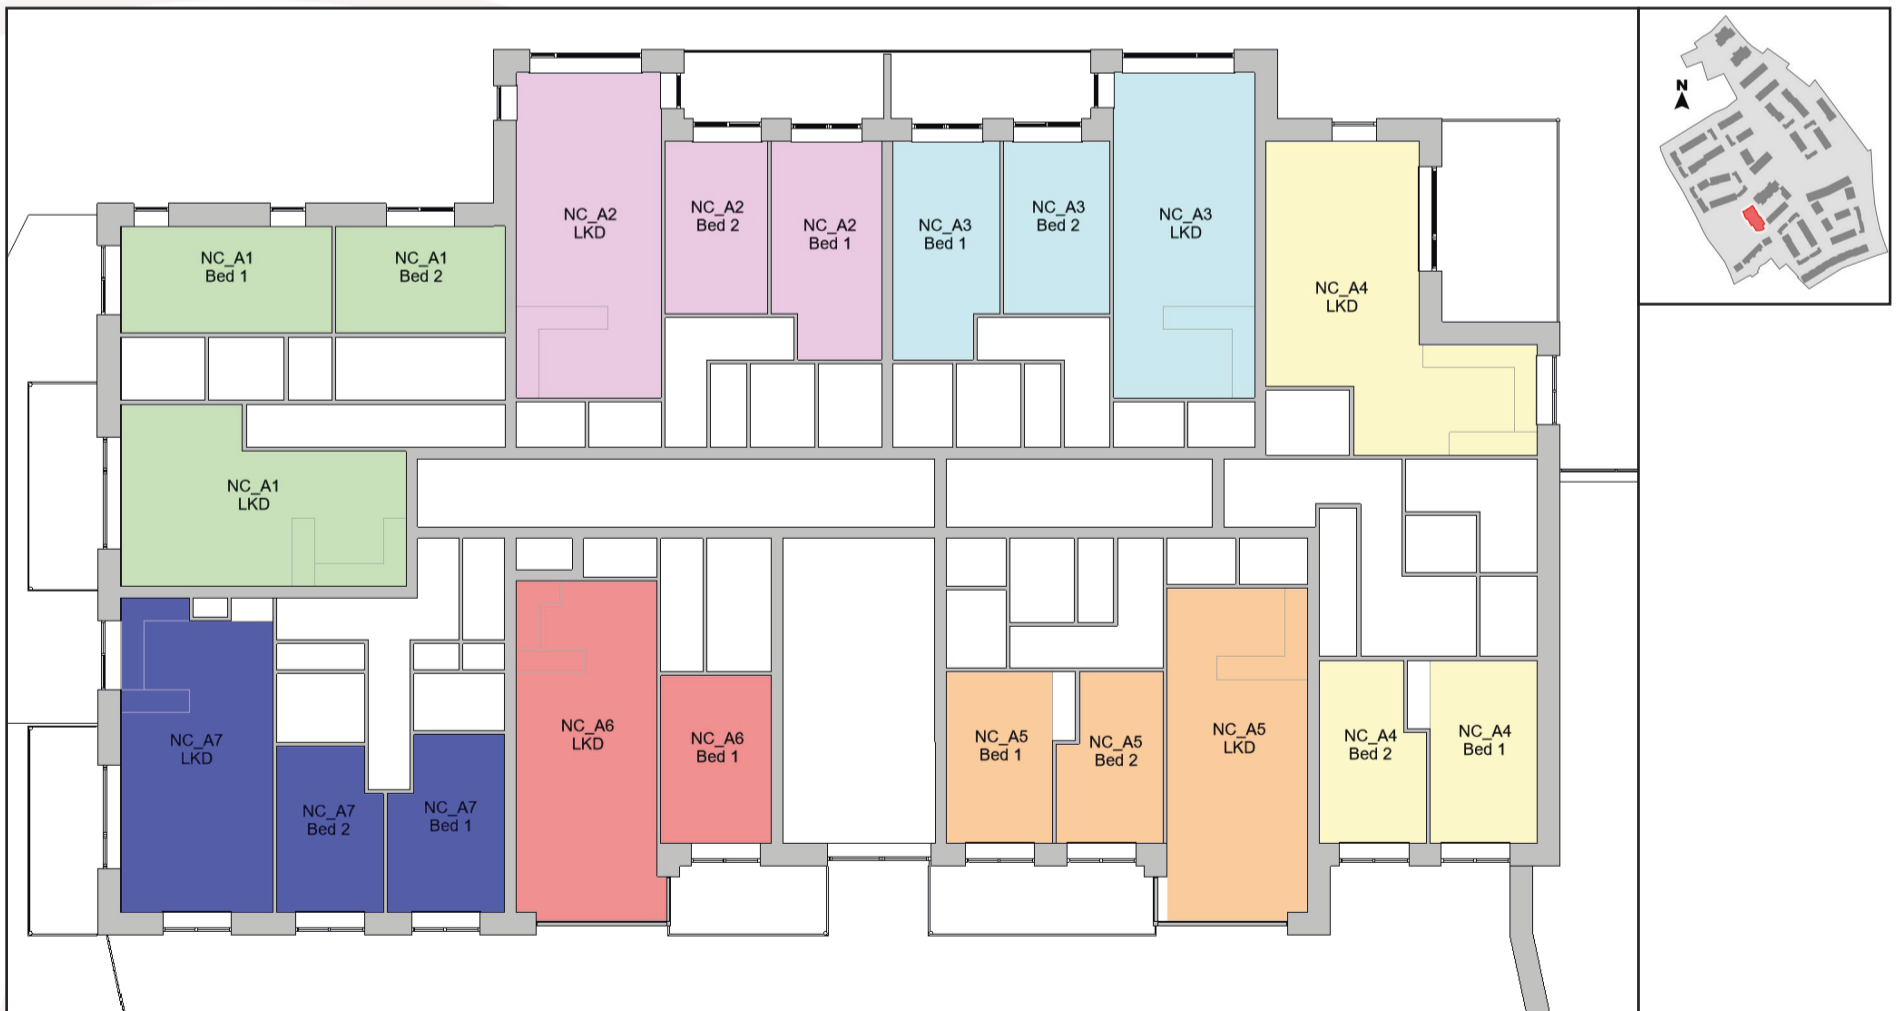 N
NC_A2
LKD
NC_A2
Bed 2
NC_A2
Bed 1
NC_A3
Bed 1
NC_A3
Bed 2
NC_A3
LKD
NC_A1
Bed 1
NC_A1
Bed 2
NC_A4
LKD
NC_A1
LKD
NC_A7
LKD
NC_A7
Bed 2
NC_A7
Bed 1
NC_A6
LKD
NC_A6
Bed 1
NC_A5
Bed 1
NC_A5
Bed 2
NC_A5
LKD
NC_A4
Bed 2
NC_A4
Bed 1